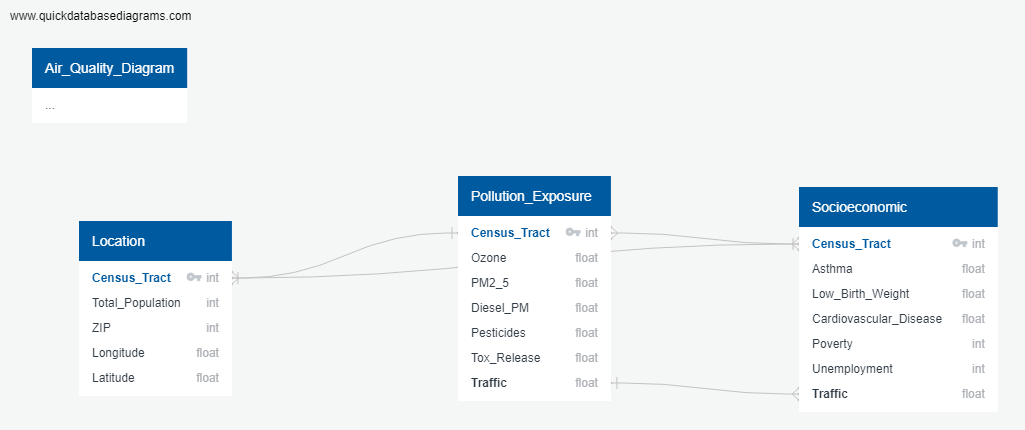 www.quickdatabasediagrams.com
Air_Quality_Diagram
...
Location
Census_Tract int
Total_Population int
ZIP int
Longitude float
Latitude float
Pollution_Exposure
Census_Tract int
Ozone float
PM2_5 float
Diesel_PM float
Pesticides float
Tox_Release float
Traffic float
Socioeconomic
Census_Tract int
Asthma float
Low_Birth_Weight float
Cardiovascular_Disease float
Poverty int
Unemployment int
Traffic float